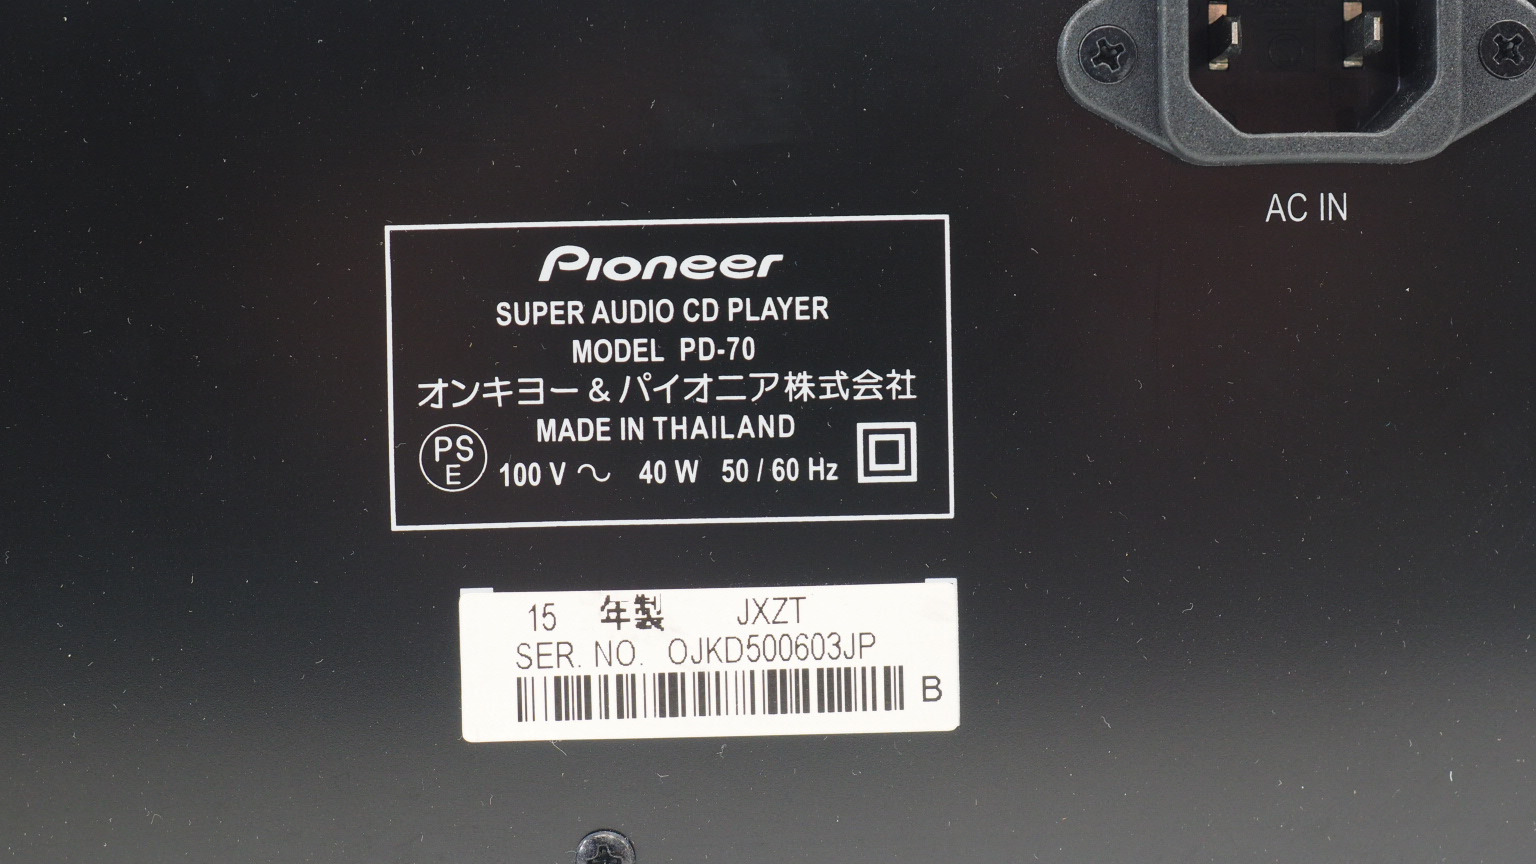 AC IN
Pioneer
SUPER AUDIO CD PLAYER
MODEL PD-70
オンキヨー & パイオニア株式会社
MADE IN THAILAND
PS E
100 V ~ 40 W 50 / 60 Hz
15 年製 JXZT
SER. NO. OJKD500603JP
B